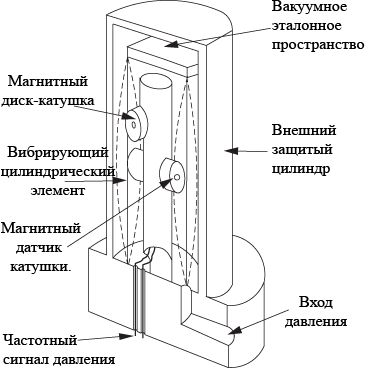 Вакуумное
эталонное
пространство
Магнитный
диск-катушка
Внешний
защитый
цилиндр
Вибрирующий
цилиндрический
элемент
Магнитный
датчик
катушки.
Вход
давления
Частотный
сигнал давления